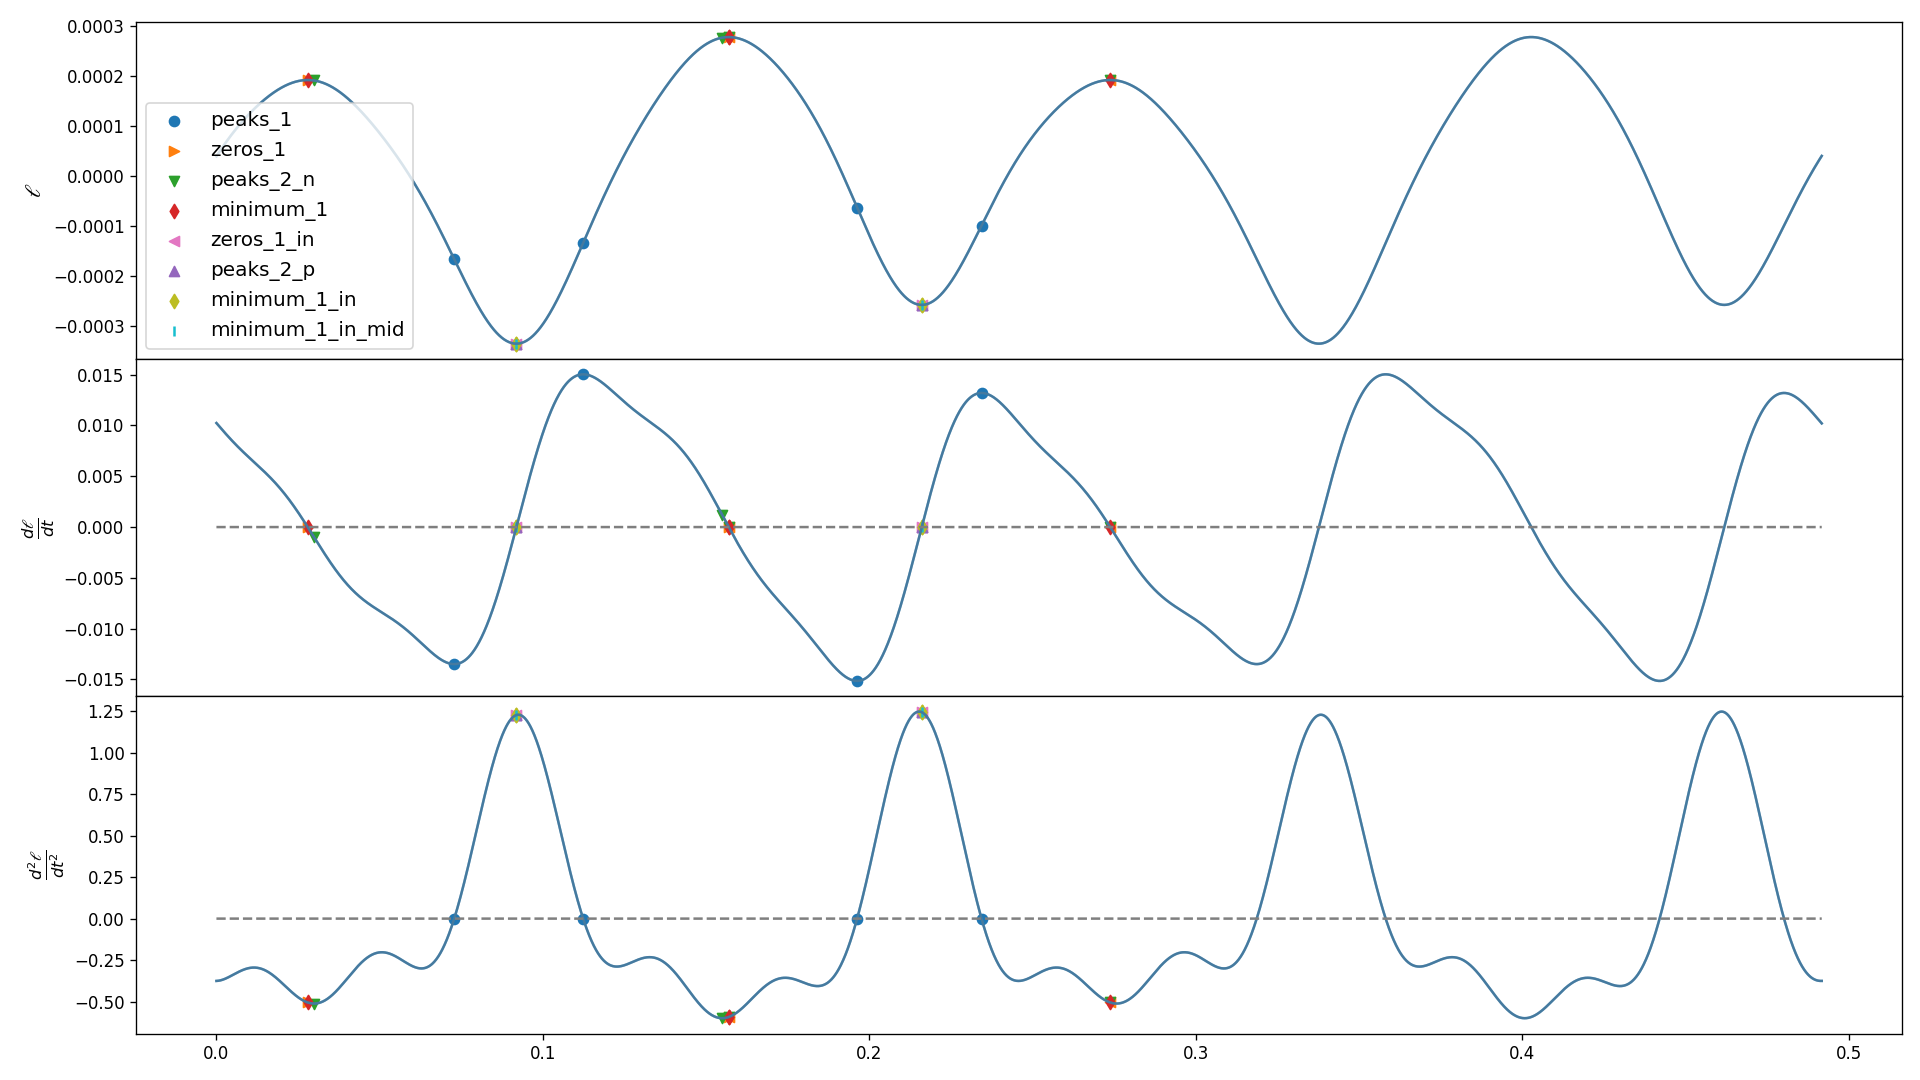 0.0003
0.0002
0.0001
0.0000
−0.0001
−0.0002
−0.0003
ℓ
peaks_1
zeros_1
peaks_2_n
minimum_1
zeros_1_in
peaks_2_p
minimum_1_in
minimum_1_in_mid
0.015
0.010
0.005
0.000
−0.005
−0.010
−0.015
dℓ
dt
1.25
1.00
0.75
0.50
0.25
0.00
−0.25
−0.50
d²ℓ
dt²
0.0 0.1 0.2 0.3 0.4 0.5